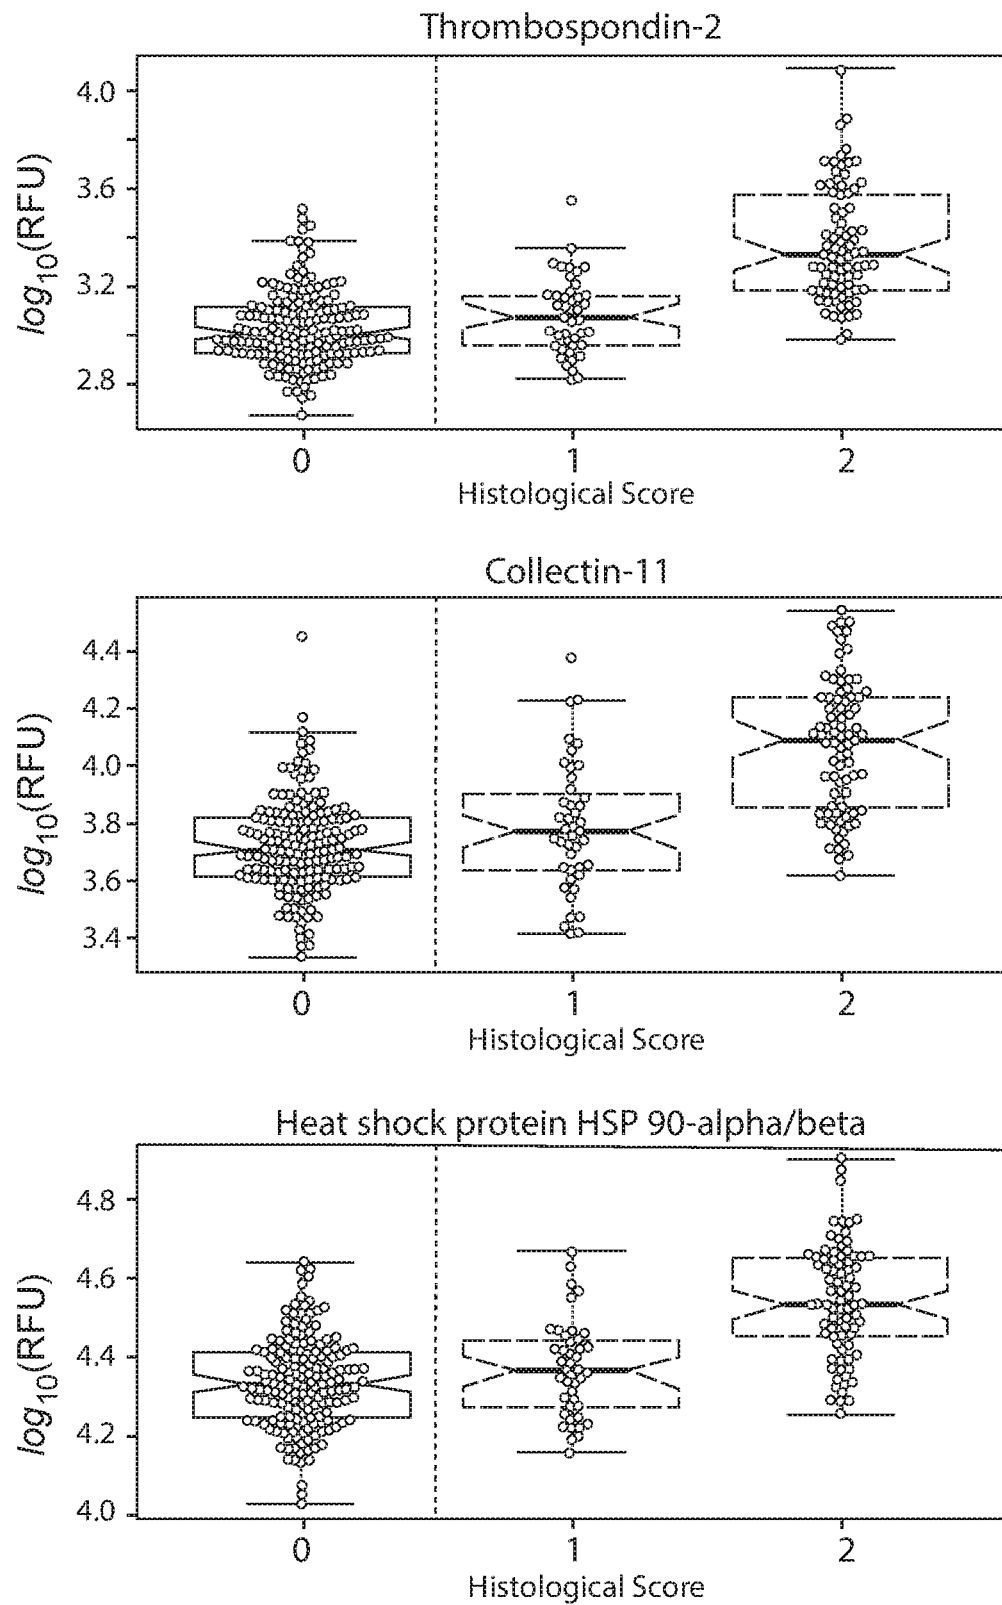 Thrombospondin-2
log10(RFU)
4.0
3.6
3.2
2.8
0 1 2
Histological Score
Collectin-11
log10(RFU)
4.4
4.2
4.0
3.8
3.6
3.4
0 1 2
Histological Score
Heat shock protein HSP 90-alpha/beta
log10(RFU)
4.8
4.6
4.4
4.2
4.0
0 1 2
Histological Score